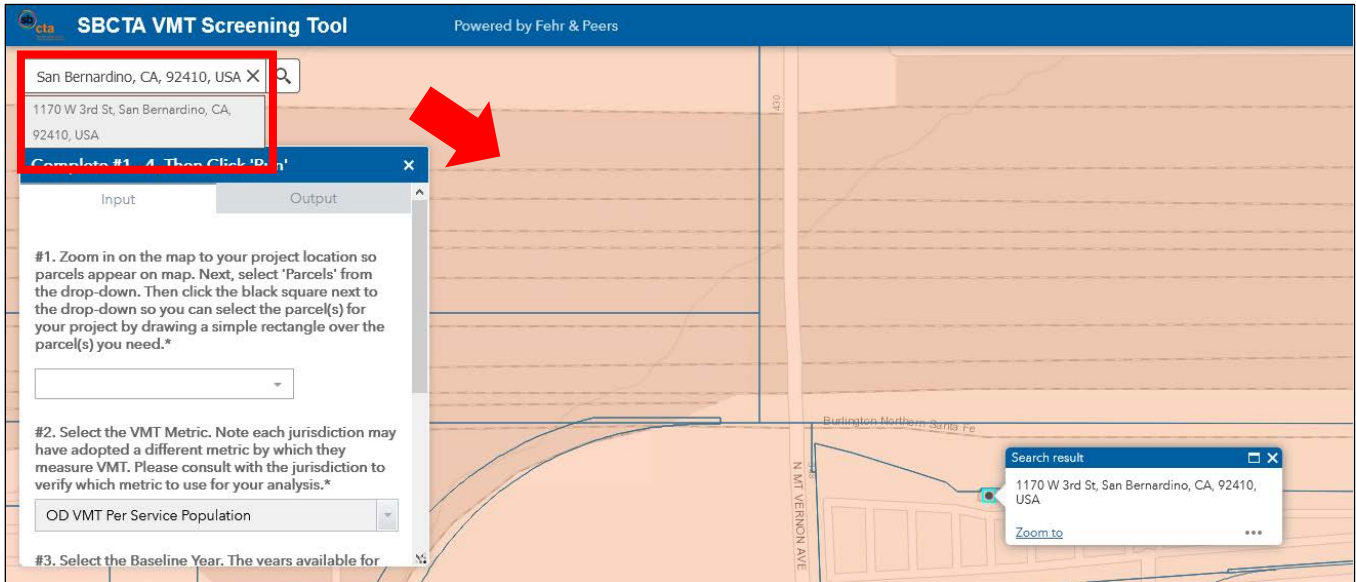 cta
SBCTA VMT Screening Tool
Powered by Fehr & Peers
San Bernardino, CA, 92410, USA
1170 W 3rd St, San Bernardino, CA,
92410, USA
Complete #1 - 4. Then Click 'Run'
Input
Output
#1. Zoom in on the map to your project location so
parcels appear on map. Next, select 'Parcels' from
the drop-down. Then click the black square next to
the drop-down so you can select the parcel(s) for
your project by drawing a simple rectangle over the
parcel(s) you need.*
#2. Select the VMT Metric. Note each jurisdiction may
have adopted a different metric by which they
measure VMT. Please consult with the jurisdiction to
verify which metric to use for your analysis.*
OD VMT Per Service Population
#3. Select the Baseline Year. The years available for
430
Burlington Northern Santa Fe
N MT VERNON AVE
Search result
1170 W 3rd St, San Bernardino, CA, 92410,
USA
Zoom to